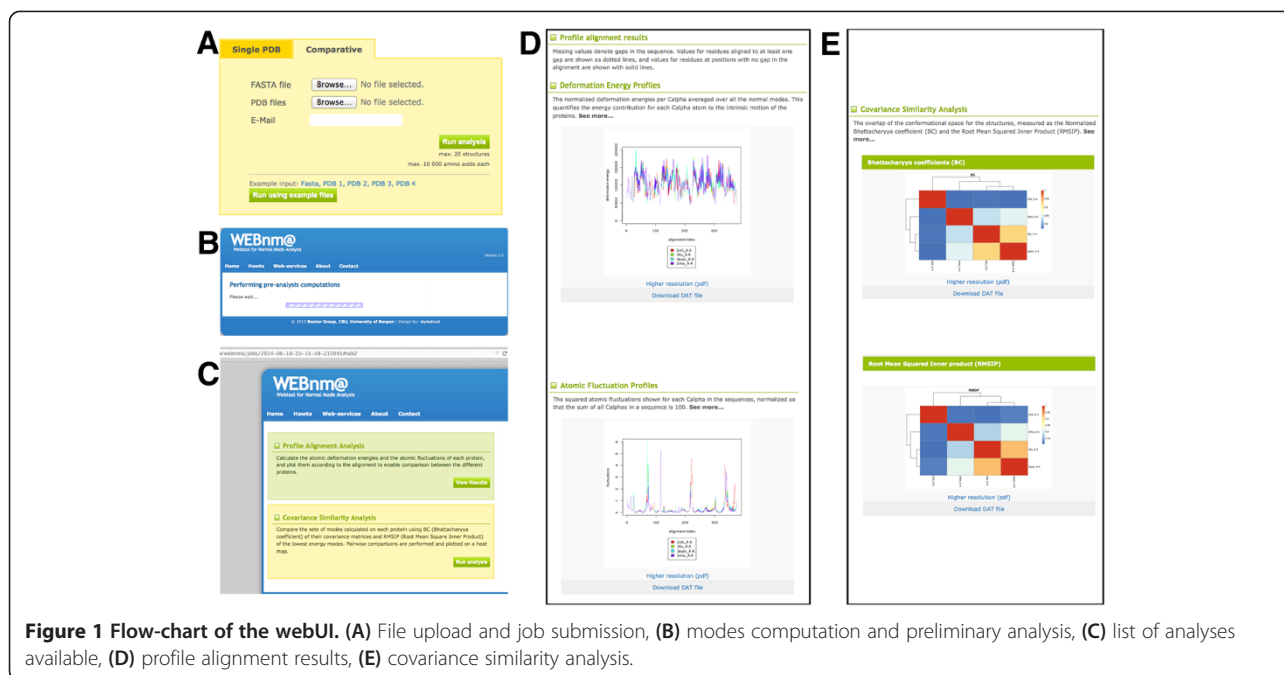 A
Single PDB
Comparative
FASTA file
Browse... No file selected.
PDB files
Browse... No file selected.
E-Mail
Run analysis
max. 20 structures
max. 10 000 amino acids each
Example input: Fasta, PDB 1, PDB 2, PDB 3, PDB 4
Run using example files
B
WEBnm@
Webtool for Normal Mode Analysis
Home Howto Web-services About Contact
Performing pre-analysis computations
Please wait...
C
WEBnm@
Webtool for Normal Mode Analysis
Home Howto Web-services About Contact
Profile Alignment Analysis
Calculate the atomic deformation energies and the atomic fluctuations of each protein,
and plot them according to the alignment to enable comparison between the different
proteins.
View Results
Covariance Similarity Analysis
Compare the sets of modes calculated on each protein using BC (Bhattacharyya
coefficient) of their covariance matrices and RMSIP (Root Mean Square Inner Product)
of the lowest energy modes. Pairwise comparisons are performed and plotted on a heat
map.
Run analysis
D
Profile alignment results
Missing values denote gaps in the sequence. Values for residues aligned to at least one
gap are shown as dotted lines, and values for residues at positions with no gap in the
alignment are shown with solid lines.
Deformation Energy Profiles
The normalized deformation energies per Calpha averaged over all the normal modes. This
quantifies the energy contribution for each Calpha atom to the intrinsic motion of the
proteins. See more...
deformation energy
0 100 200 300
alignment index
Higher resolution (pdf)
Download DAT file
Atomic Fluctuation Profiles
The squared atomic fluctuations shown for each Calpha in the sequences, normalized so
that the sum of all Calphas in a sequence is 100. See more...
fluctuations
0 100 200 300
alignment index
Higher resolution (pdf)
Download DAT file
E
Covariance Similarity Analysis
The overlap of the conformational space for the structures, measured as the Normalized
Bhattacharyya coefficient (BC) and the Root Mean Squared Inner Product (RMSIP). See
more...
Bhattacharyya coefficients (BC)
BC
Higher resolution (pdf)
Download DAT file
Root Mean Squared Inner product (RMSIP)
RMSIP
Higher resolution (pdf)
Download DAT file
Figure 1 Flow-chart of the webUI. (A) File upload and job submission, (B) modes computation and preliminary analysis, (C) list of analyses
available, (D) profile alignment results, (E) covariance similarity analysis.